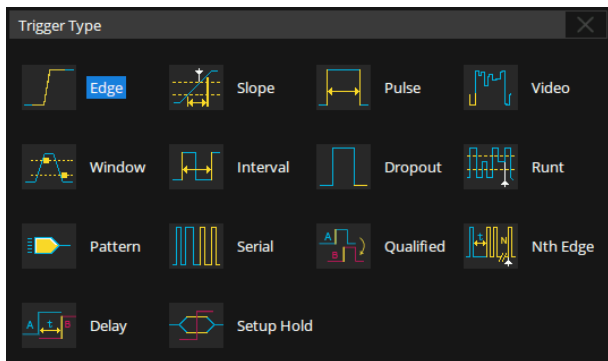 Trigger Type
Edge Slope Pulse Video
Window Interval Dropout Runt
Pattern Serial A B Qualified t N Nth Edge
A t B Delay Setup Hold